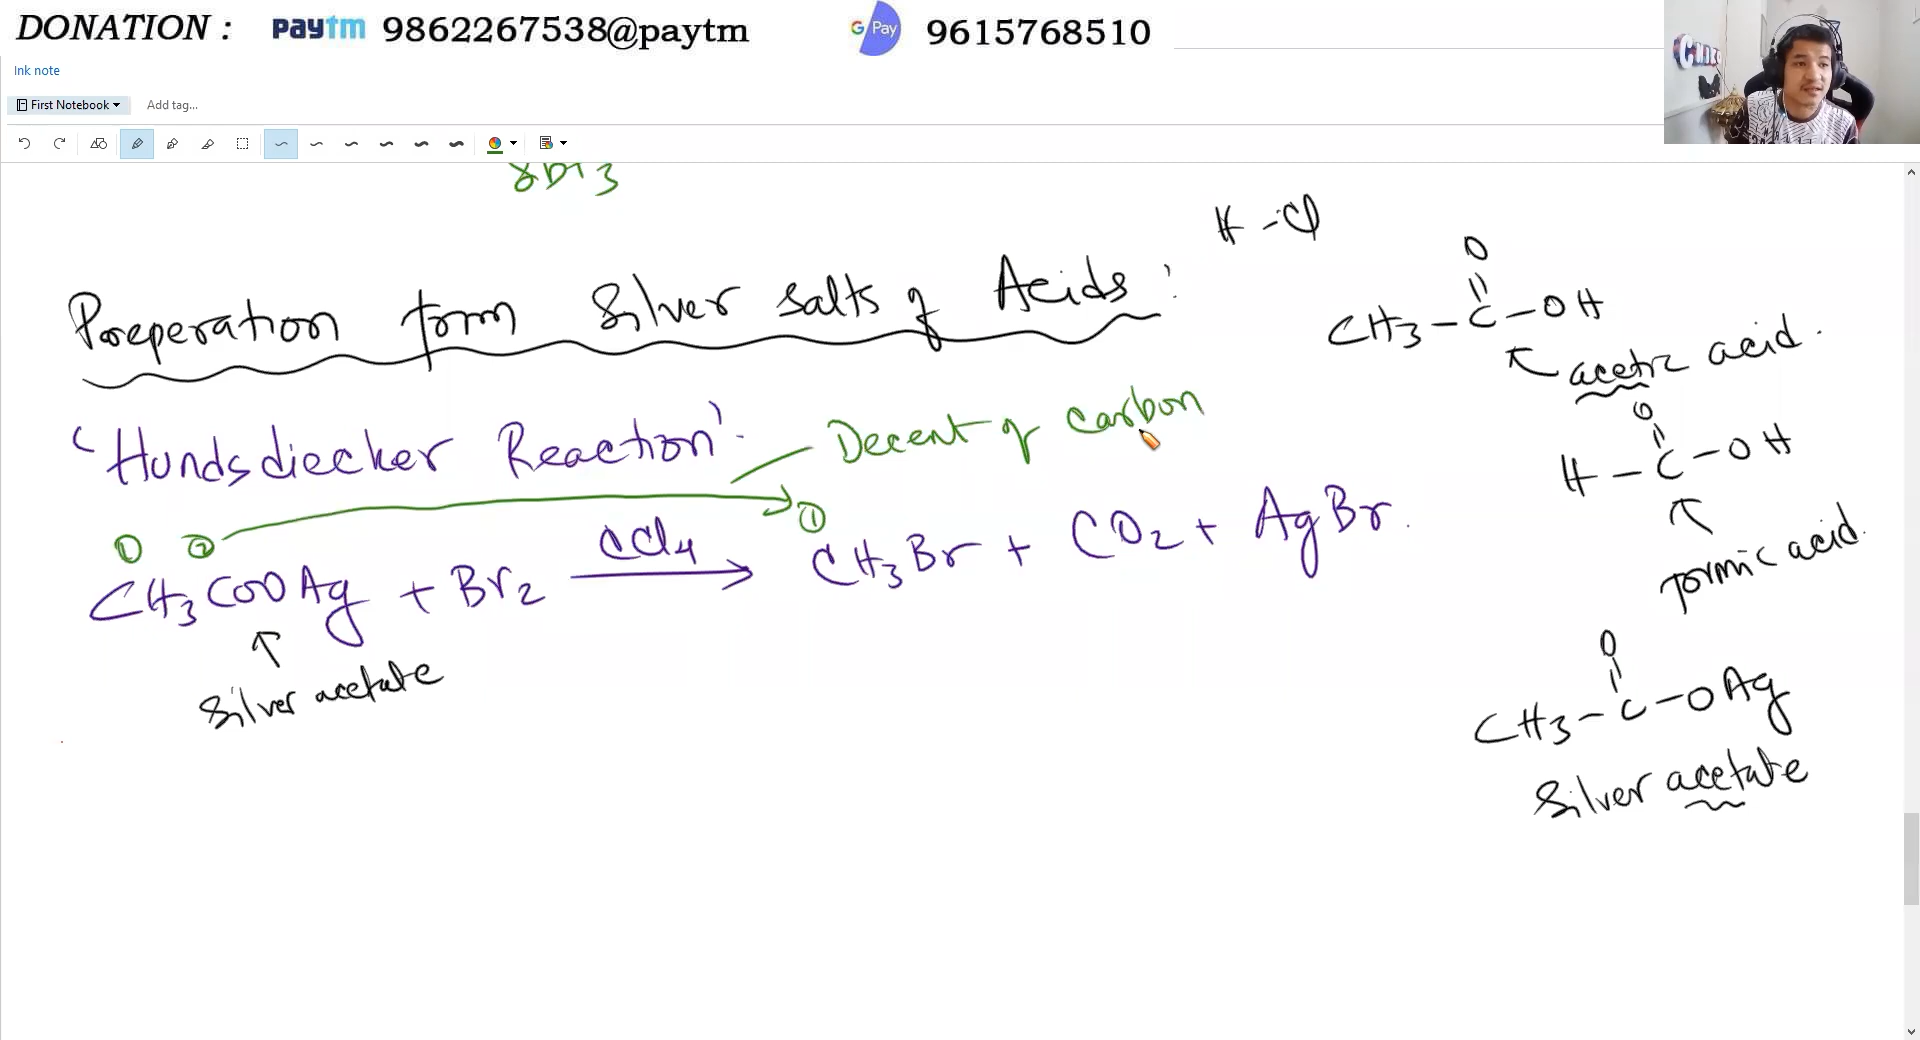 DONATION : paytm 9862267538@paytm G Pay 9615768510
Ink note
First Notebook Add tag...
H - Cl
Preperation form Silver salts of Acids :
'Hundsdiecker Reaction'.
Decent of carbon
① ② ①
CH3COOAg + Br2 CCl4 CH3Br + CO2 + AgBr.
Silver acetate
O
CH3 - C - OH
acetic acid.
O
H - C - OH
formic acid.
O
CH3 - C - OAg
Silver acetate